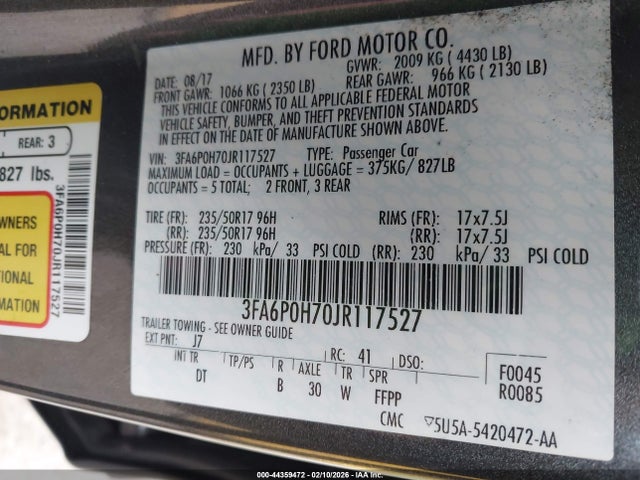 MFD. BY FORD MOTOR CO.
DATE: 08/17 GVWR: 2009 KG ( 4430 LB)
FRONT GAWR: 1066 KG ( 2350 LB) REAR GAWR: 966 KG ( 2130 LB)
THIS VEHICLE CONFORMS TO ALL APPLICABLE FEDERAL MOTOR
VEHICLE SAFETY, BUMPER, AND THEFT PREVENTION STANDARDS
IN EFFECT ON THE DATE OF MANUFACTURE SHOWN ABOVE.
VIN: 3FA6P0H70JR117527 TYPE: Passenger Car
MAXIMUM LOAD = OCCUPANTS + LUGGAGE = 375KG/ 827LB
OCCUPANTS = 5 TOTAL: 2 FRONT, 3 REAR
TIRE (FR): 235/50R17 96H RIMS (FR): 17x7.5J
(RR): 235/50R17 96H (RR): 17x7.5J
PRESSURE (FR): 230 kPa/ 33 PSI COLD (RR): 230 kPa/ 33 PSI COLD
3FA6P0H70JR117527
TRAILER TOWING - SEE OWNER GUIDE
EXT PNT: J7 RC: 41 DSO:
INT TR TP/PS R AXLE TR SPR
DT B 30 W FFPP
CMC
F0045
R0085
5U5A-5420472-AA
FORMATION
REAR: 3
827 lbs.
3FA6P0H70JR117527
WNERS
AL FOR
TIONAL
MATION
000-44359472 - 02/10/2026 - IAA Inc.